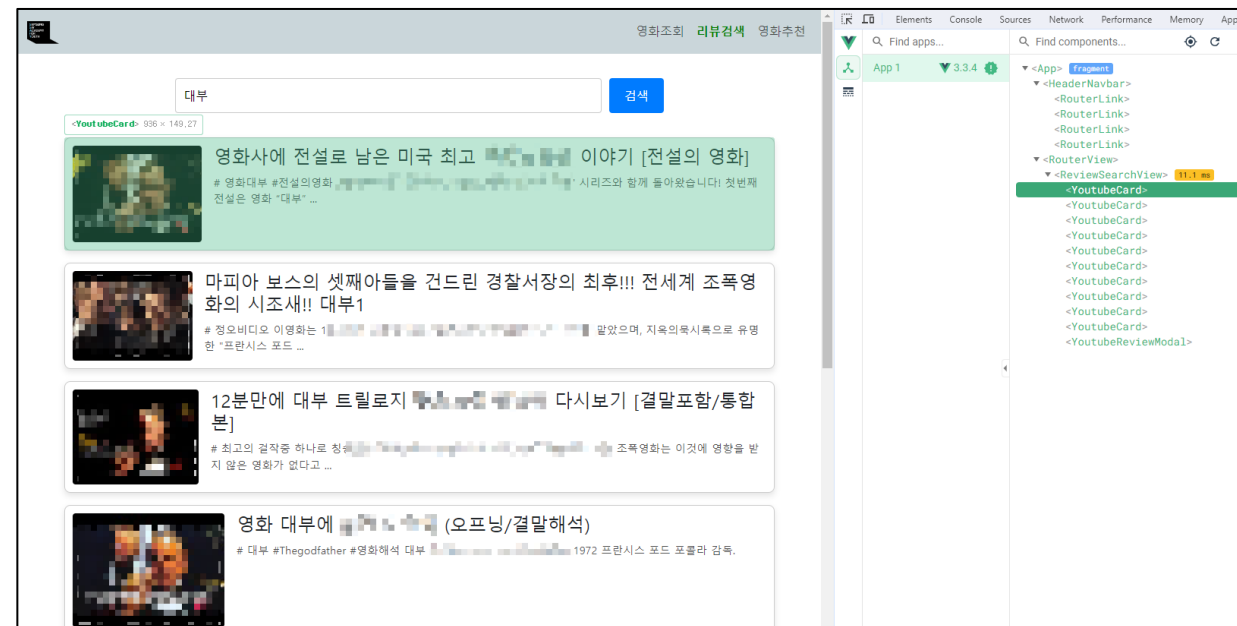 영화조회 리뷰검색 영화추천
대부
검색
<YoutubeCard> 936 × 149.27
영화사에 전설로 남은 미국 최고 이야기 [전설의 영화]
# 영화대부 #전설의영화 시리즈와 함께 돌아왔습니다! 첫번째
전설은 영화 "대부" ...
마피아 보스의 셋째아들을 건드린 경찰서장의 최후!!! 전세계 조폭영
화의 시조새!! 대부1
# 정오비디오 이영화는 맡았으며, 지옥의묵시록으로 유명
한 "프란시스 포드 ...
12분만에 대부 트릴로지 다시보기 [결말포함/통합
본]
# 최고의 걸작중 하나로 조폭영화는 이것에 영향을 받
지 않은 영화가 없다고 ...
영화 대부에 (오프닝/결말해석)
# 대부 #Thegodfather #영화해석 대부 1972 프란시스 포드 포콜라 감독.
Elements Console Sources Network Performance Memory App
Find apps...
App 1 3.3.4
Find components...
<App> fragment
<HeaderNavbar>
<RouterLink>
<RouterLink>
<RouterLink>
<RouterLink>
<RouterView>
<ReviewSearchView> 11.1 ms
<YoutubeCard>
<YoutubeCard>
<YoutubeCard>
<YoutubeCard>
<YoutubeCard>
<YoutubeCard>
<YoutubeCard>
<YoutubeCard>
<YoutubeCard>
<YoutubeCard>
<YoutubeReviewModal>